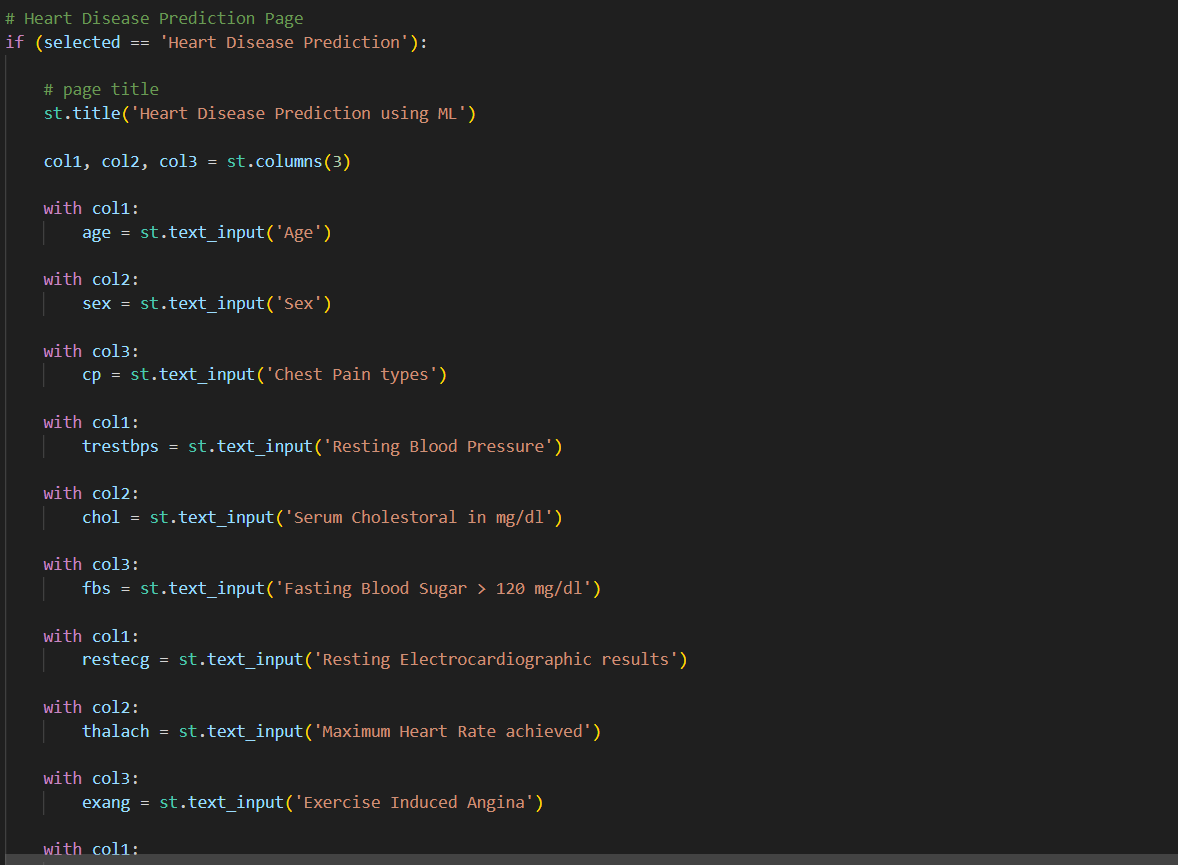 # Heart Disease Prediction Page
if (selected == 'Heart Disease Prediction'):
# page title
st.title('Heart Disease Prediction using ML')
col1, col2, col3 = st.columns(3)
with col1:
age = st.text_input('Age')
with col2:
sex = st.text_input('Sex')
with col3:
cp = st.text_input('Chest Pain types')
with col1:
trestbps = st.text_input('Resting Blood Pressure')
with col2:
chol = st.text_input('Serum Cholestoral in mg/dl')
with col3:
fbs = st.text_input('Fasting Blood Sugar > 120 mg/dl')
with col1:
restecg = st.text_input('Resting Electrocardiographic results')
with col2:
thalach = st.text_input('Maximum Heart Rate achieved')
with col3:
exang = st.text_input('Exercise Induced Angina')
with col1: